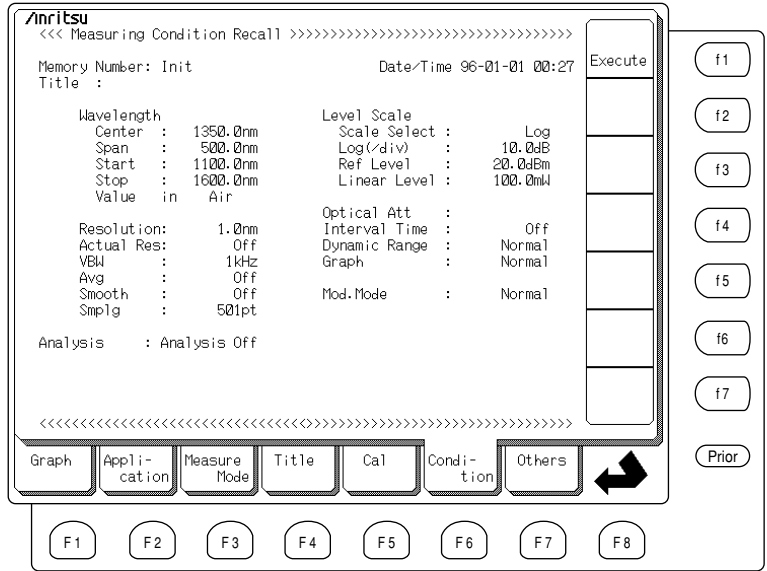 Anritsu
<<< Measuring Condition Recall >>>>>>>>>>>>>>>>>>>>>>>>>>>>>>>>>>>
Memory Number: Init Date/Time 96-01-01 00:27
Title :
Wavelength Level Scale
Center : 1350.0nm Scale Select : Log
Span : 500.0nm Log(/div) : 10.0dB
Start : 1100.0nm Ref Level : 20.0dBm
Stop : 1600.0nm Linear Level : 100.0mW
Value in Air
Optical Att :
Resolution: 1.0nm Interval Time : Off
Actual Res: Off Dynamic Range : Normal
VBW : 1kHz Graph : Normal
Avg : Off
Smooth : Off Mod.Mode : Normal
Smplg : 501pt
Analysis : Analysis Off
<<<<<<<<<<<<<<<<<<<<<<<<<<<<<<<<<<<<<>>>>>>>>>>>>>>>>>>>>>>>>>>>>>>>>>
Execute
f1
f2
f3
f4
f5
f6
f7
Graph
Appli-
cation
Measure
Mode
Title
Cal
Condi-
tion
Others
Prior
F1 F2 F3 F4 F5 F6 F7 F8